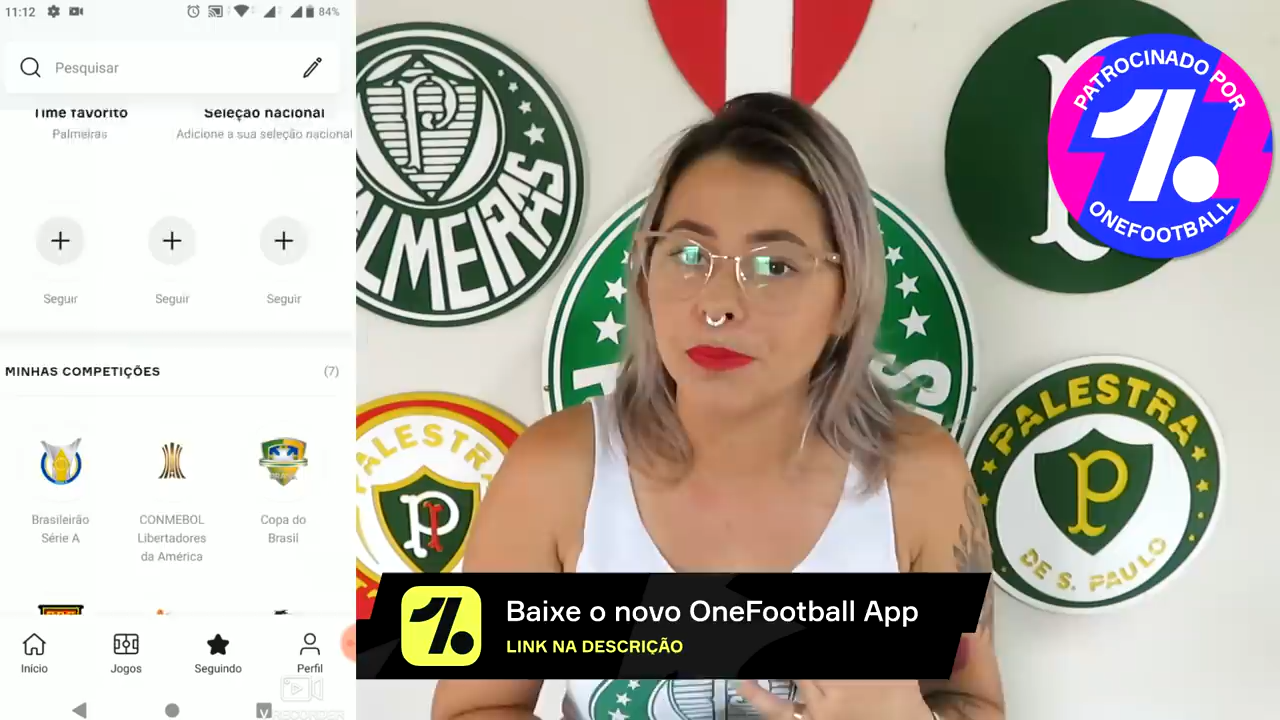 11:12
84%
Pesquisar
Time favorito
Seleção nacional
Palmeiras
Adicione a sua seleção nacional
Seguir
Seguir
Seguir
MINHAS COMPETIÇÕES
(7)
Brasileirão
Série A
CONMEBOL
Libertadores
da América
Copa do
Brasil
Início
Jogos
Seguindo
Perfil
V RECORDER
PALMEIRAS
P
PATROCINADO POR
1.
ONEFOOTBALL
PALESTRA
P
DE S. PAULO
Baixe o novo OneFootball App
LINK NA DESCRIÇÃO